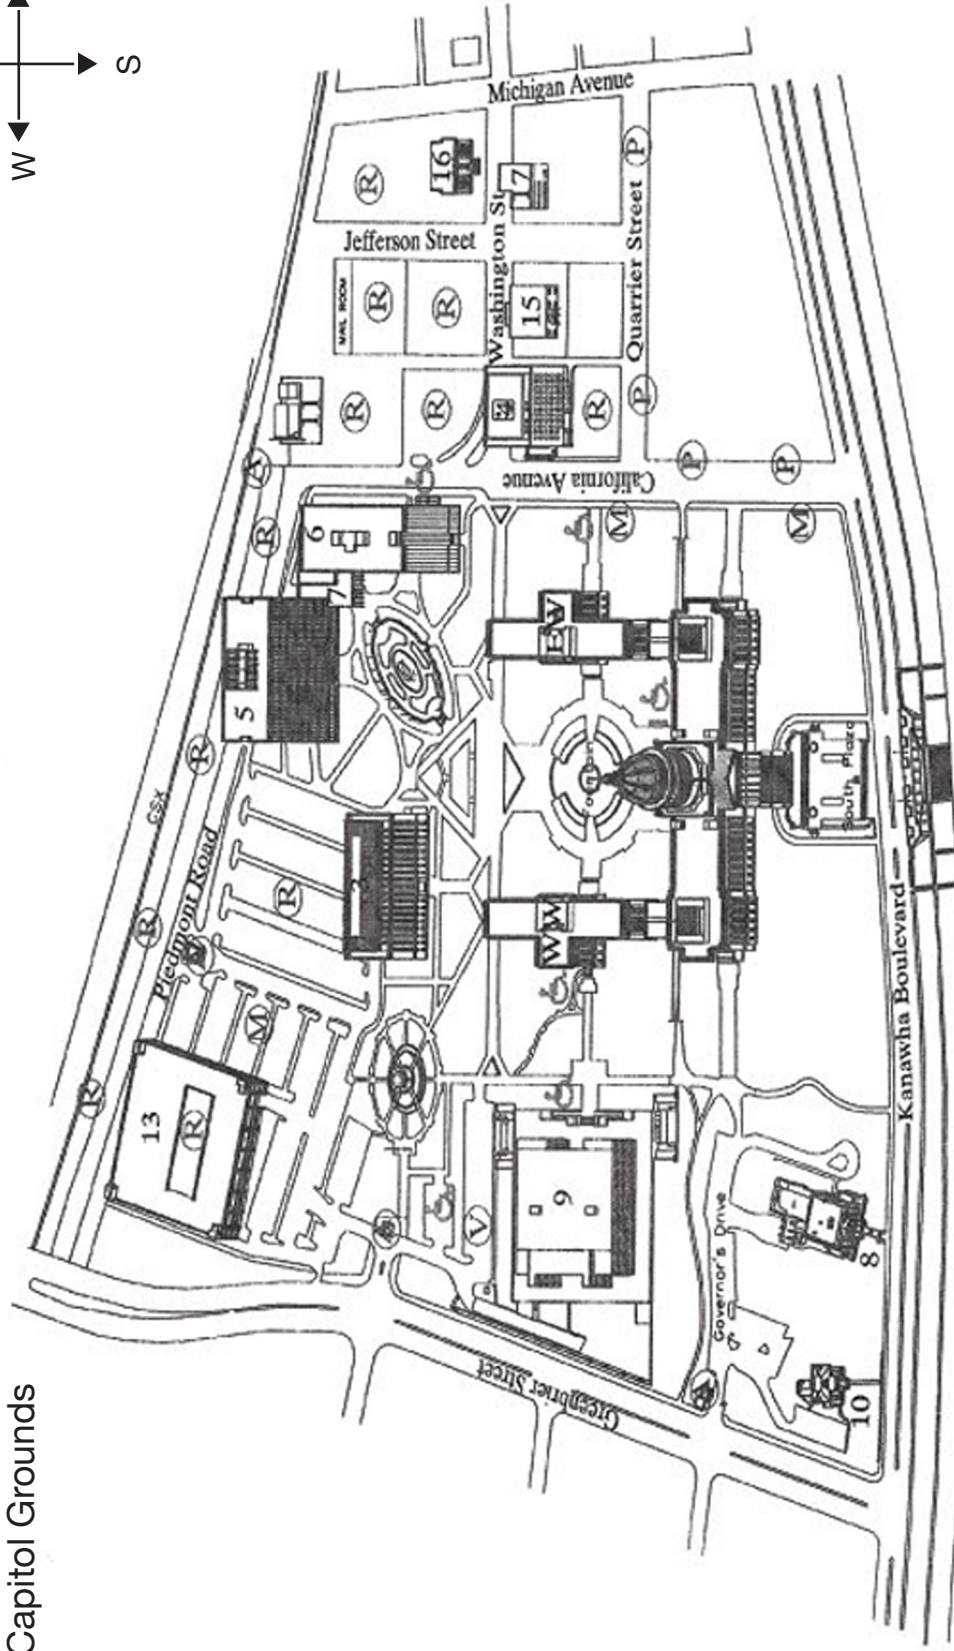 Capitol Grounds
W
S
Michigan Avenue
R
16
7
P
Jefferson Street
Washington St
Quarrier Street
MAIL ROOM
R
R
15
R
R
R
P
A
California Avenue
P
P
R
6
M
M
7
5
EW
R
CSX
South Plaza
Piedmont Road
R
3
R
WW
M
Kanawha Boulevard
R
13
R
9
V
Governor's Drive
8
Greenbrier Street
10